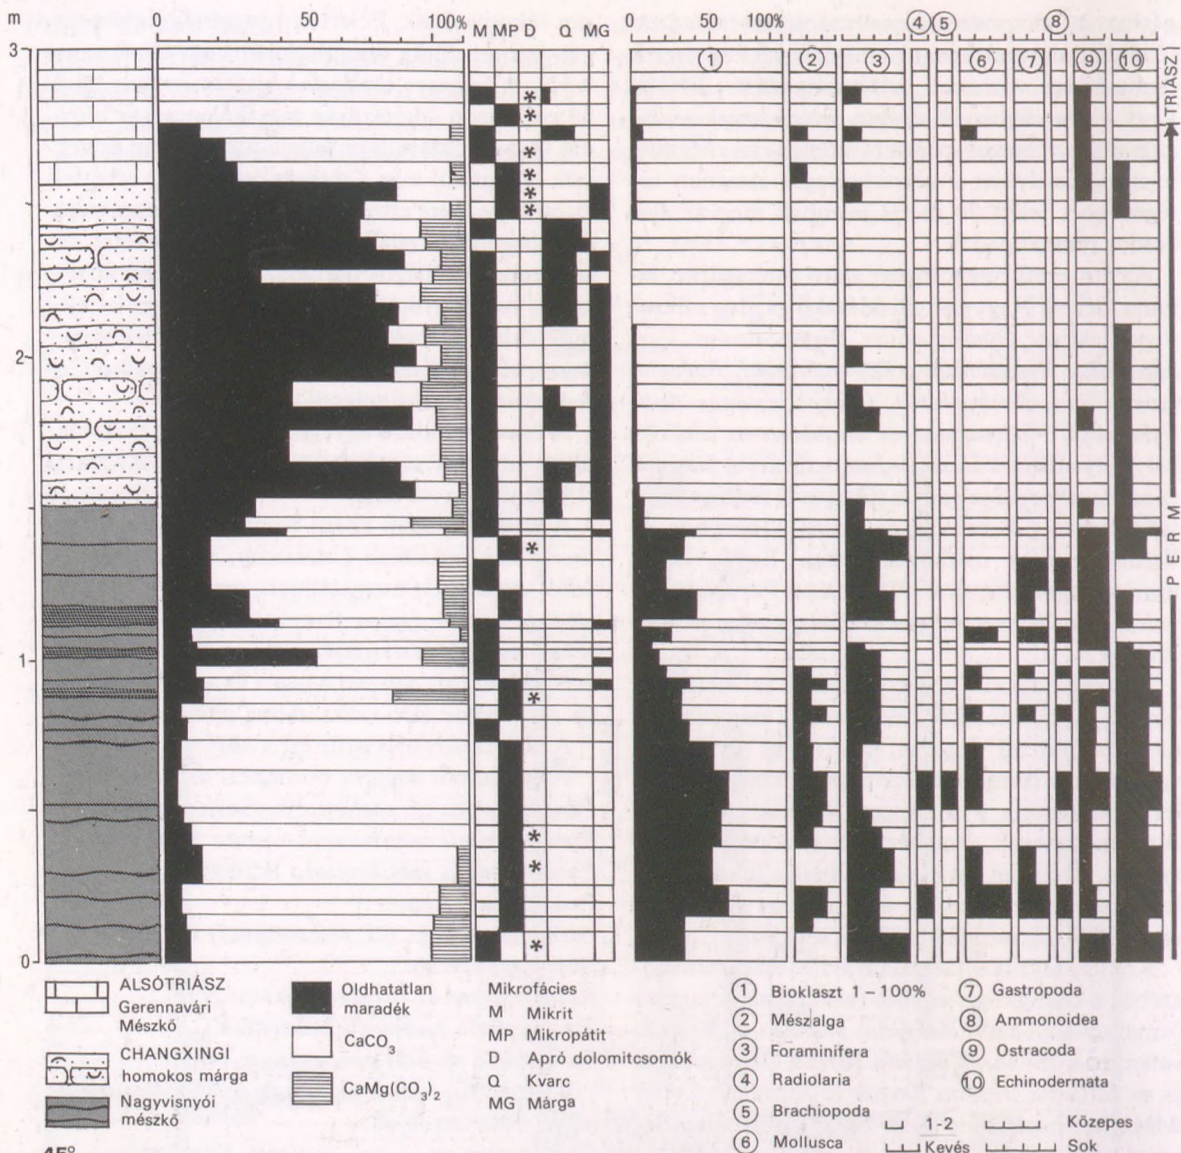 m 0 50 100% M MP D Q MG 0 50 100% 4 5 8
3 1 2 3 6 7 9 10
TRIÁSZ
* 
*
*
*
*
2
PERM
*
1
*
*
*
*
0
ALSÓTRIÁSZ
Gerennavári
Mészkő
CHANGXINGI
homokos márga
Nagyvisnyói
mészkő
Oldhatatlan
maradék
CaCO₃
CaMg(CO₃)₂
Mikrofácies
M Mikrit
MP Mikropátit
D Apró dolomitcsomók
Q Kvarc
MG Márga
1 Bioklaszt 1 – 100%
2 Mészalga
3 Foraminifera
4 Radiolaria
5 Brachiopoda
6 Mollusca
7 Gastropoda
8 Ammonoidea
9 Ostracoda
10 Echinodermata
1-2 Közepes
Kevés Sok